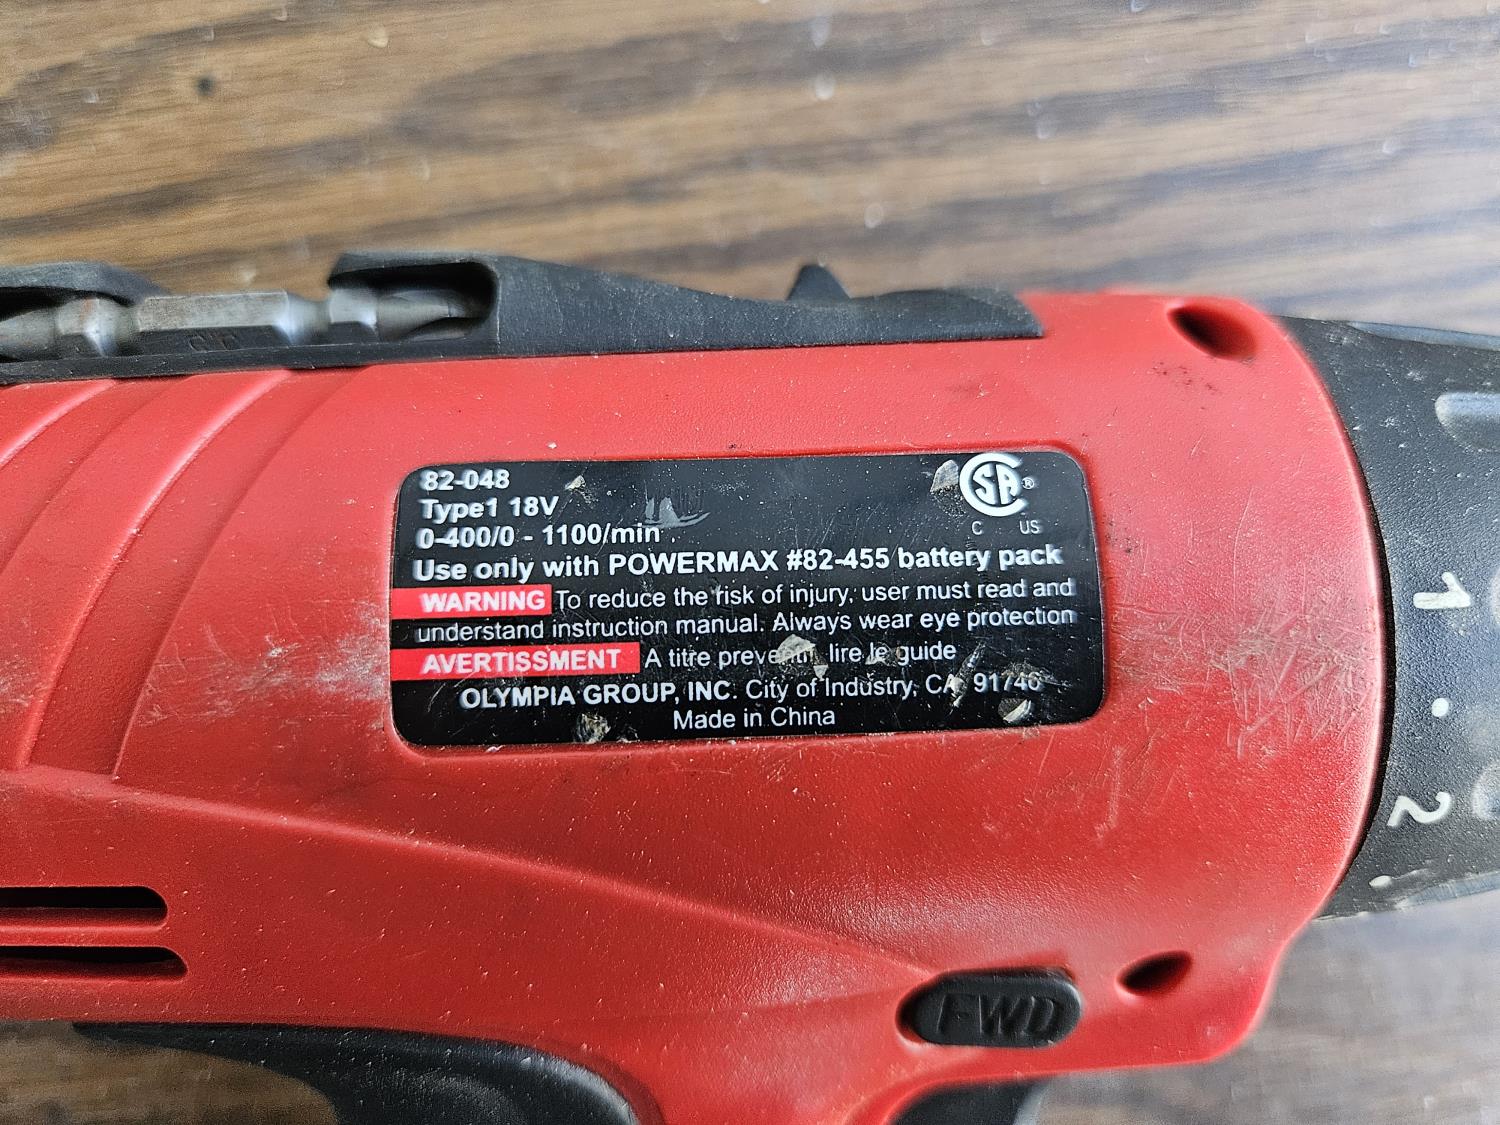 82-048
Type1 18V
0-400/0 - 1100/min
Use only with POWERMAX #82-455 battery pack
WARNING To reduce the risk of injury, user must read and
understand instruction manual. Always wear eye protection
AVERTISSMENT A titre preventif, lire le guide
OLYMPIA GROUP, INC. City of Industry, CA 91746
Made in China
CSA ®
C US
1
2
FWD